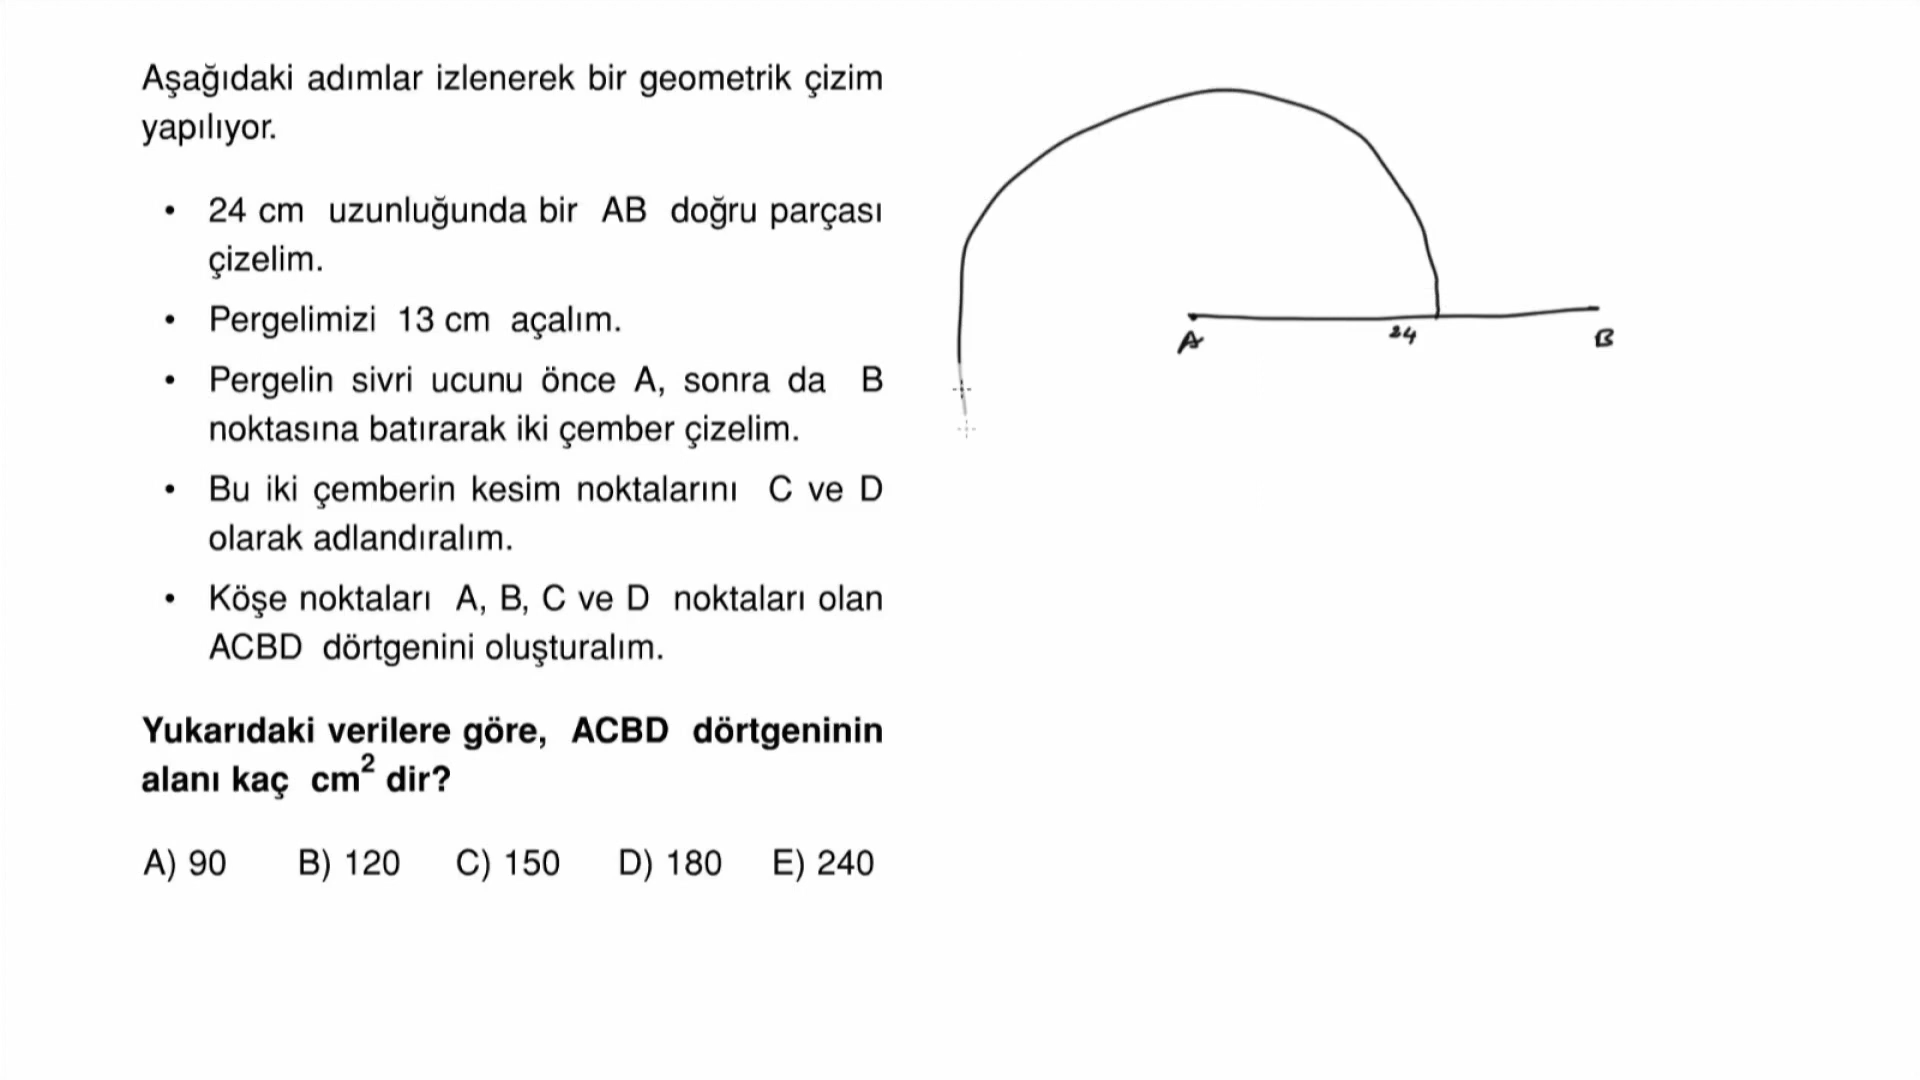 Aşağıdaki adımlar izlenerek bir geometrik çizim
yapılıyor.
• 24 cm uzunluğunda bir AB doğru parçası
çizelim.
• Pergelimizi 13 cm açalım.
• Pergelin sivri ucunu önce A, sonra da B
noktasına batırarak iki çember çizelim.
• Bu iki çemberin kesim noktalarını C ve D
olarak adlandıralım.
• Köşe noktaları A, B, C ve D noktaları olan
ACBD dörtgenini oluşturalım.
Yukarıdaki verilere göre, ACBD dörtgeninin
alanı kaç cm² dir?
A) 90 B) 120 C) 150 D) 180 E) 240
A 24 B